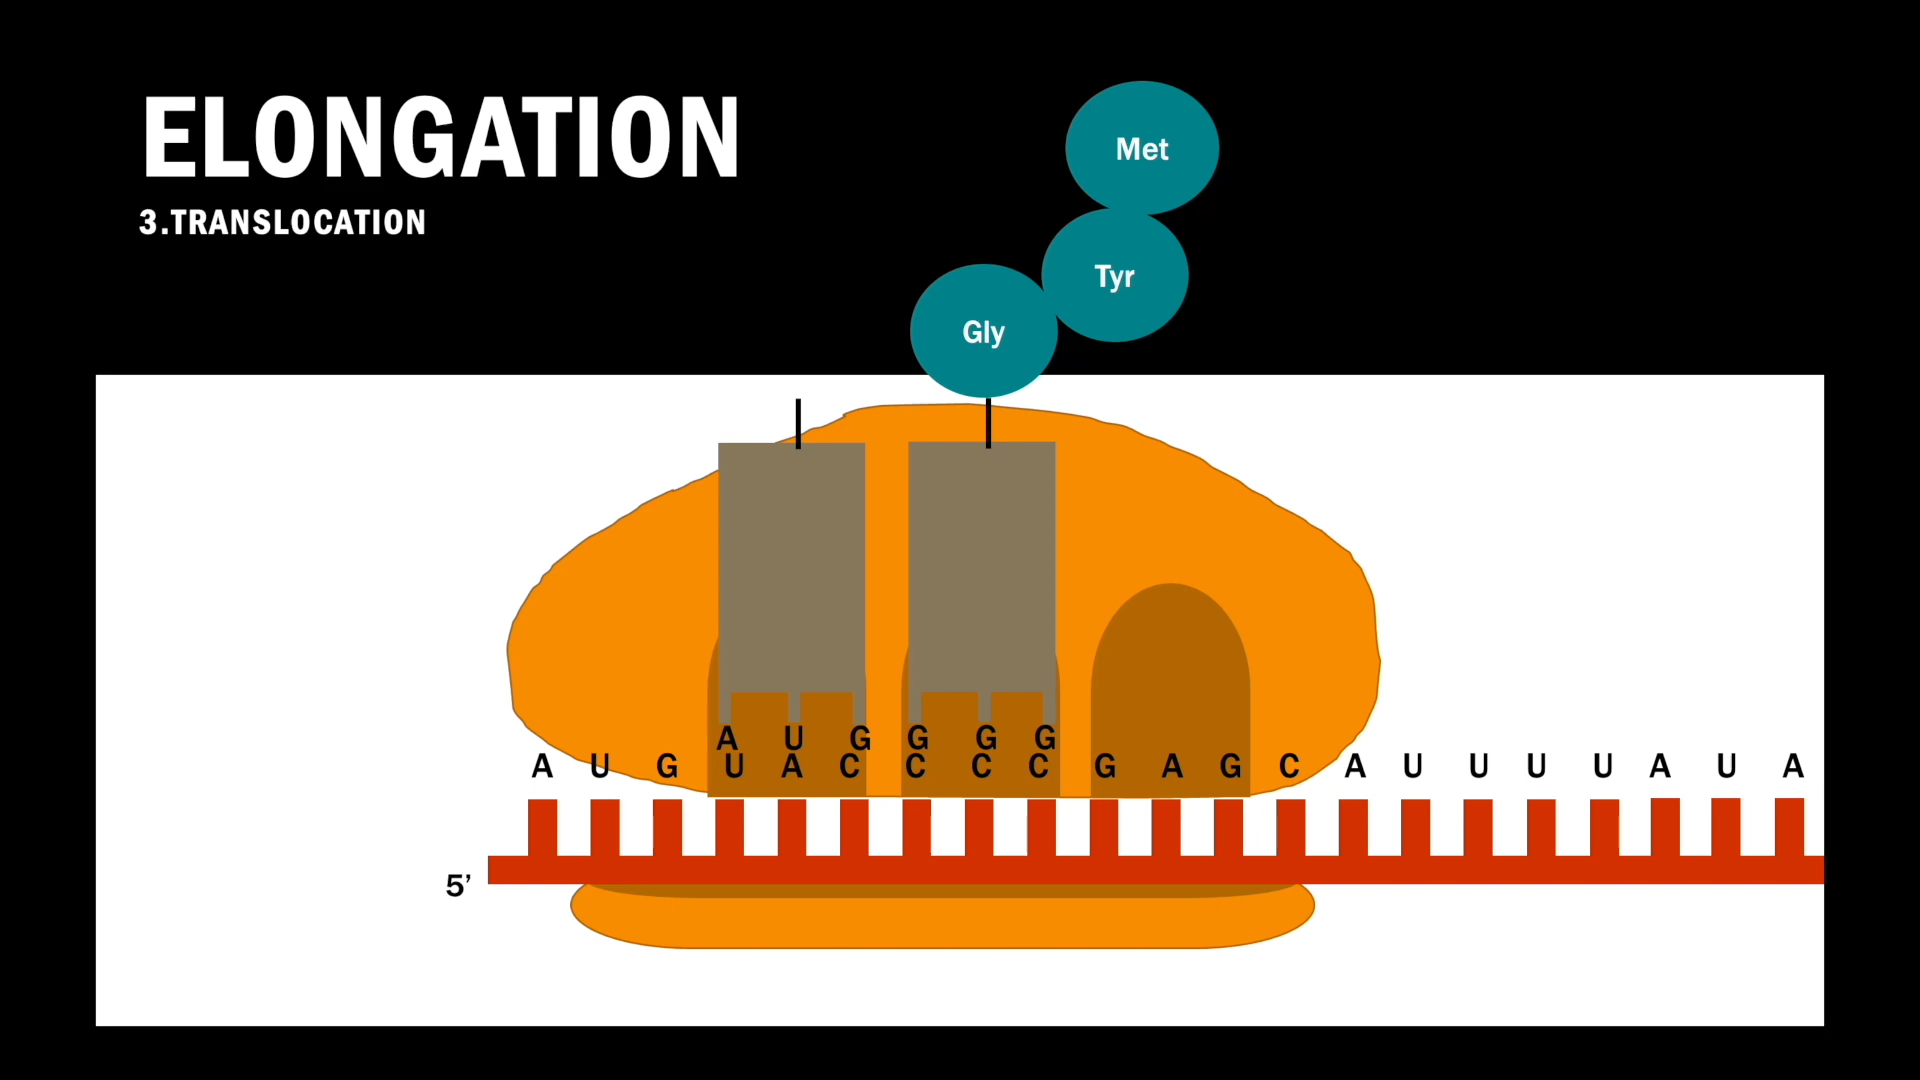 ELONGATION
3.TRANSLOCATION
Met
Tyr
Gly
A U G G G G
A U G U A C C C C G A G C A U U U U A U A
5’